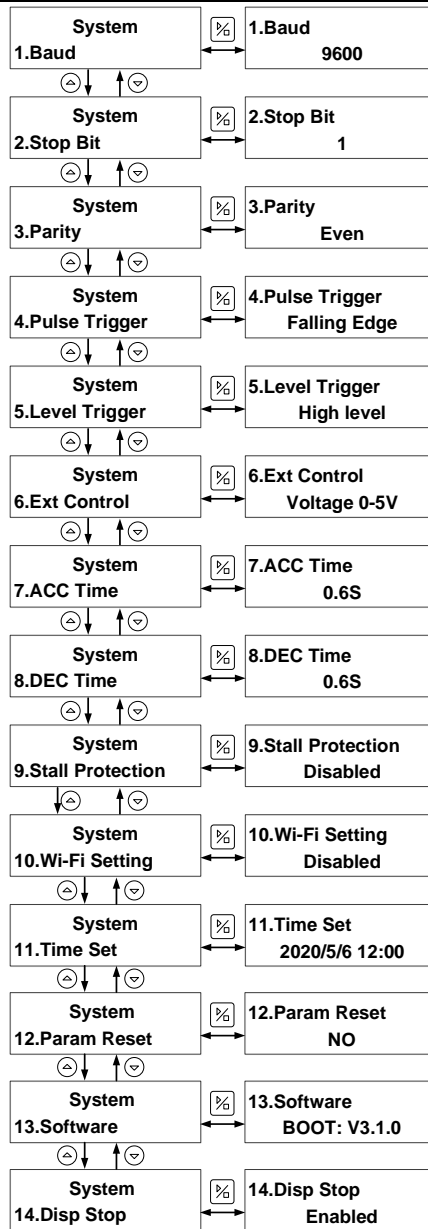 System
1.Baud
1.Baud
9600
System
2.Stop Bit
2.Stop Bit
1
System
3.Parity
3.Parity
Even
System
4.Pulse Trigger
4.Pulse Trigger
Falling Edge
System
5.Level Trigger
5.Level Trigger
High level
System
6.Ext Control
6.Ext Control
Voltage 0-5V
System
7.ACC Time
7.ACC Time
0.6S
System
8.DEC Time
8.DEC Time
0.6S
System
9.Stall Protection
9.Stall Protection
Disabled
System
10.Wi-Fi Setting
10.Wi-Fi Setting
Disabled
System
11.Time Set
11.Time Set
2020/5/6 12:00
System
12.Param Reset
12.Param Reset
NO
System
13.Software
13.Software
BOOT: V3.1.0
System
14.Disp Stop
14.Disp Stop
Enabled